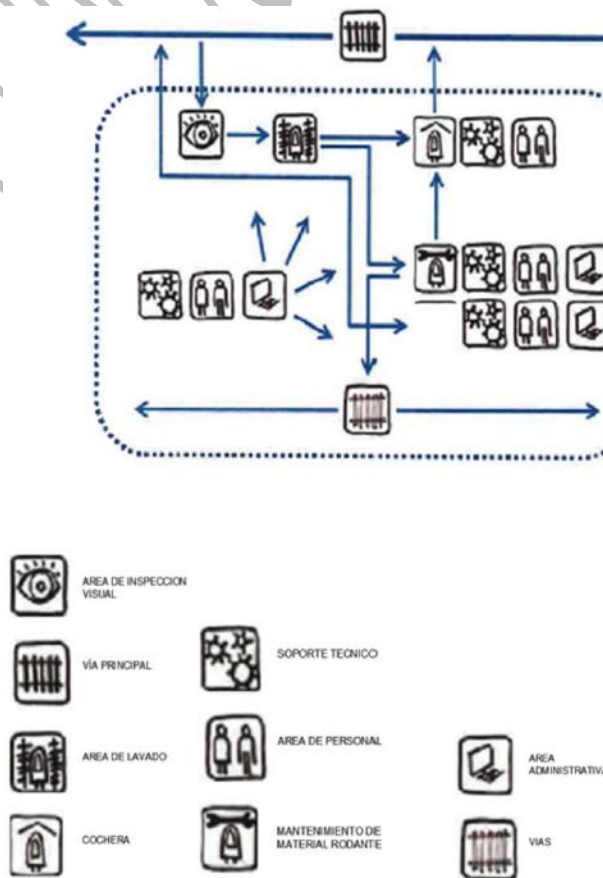 AREA DE INSPECCION
VISUAL
VÍA PRINCIPAL
AREA DE LAVADO
COCHERA
SOPORTE TECNICO
AREA DE PERSONAL
MANTENIMIENTO DE
MATERIAL RODANTE
AREA
ADMINISTRATIVA
VIAS